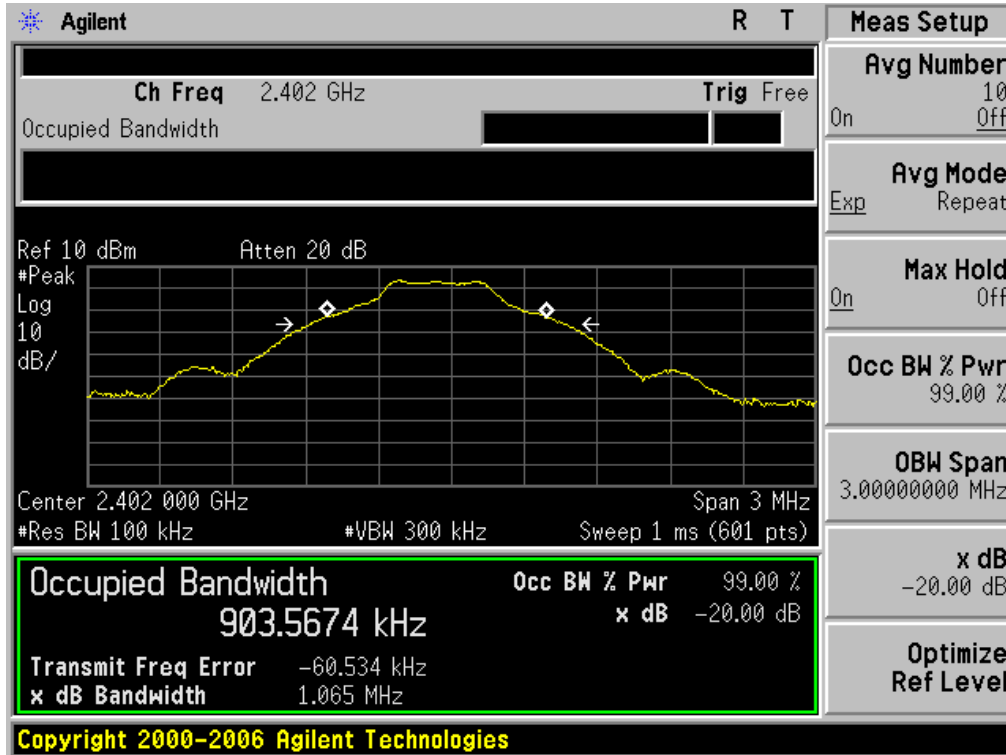 Agilent R T
Ch Freq 2.402 GHz Trig Free
Occupied Bandwidth
Ref 10 dBm Atten 20 dB
#Peak
Log
10
dB/
Center 2.402 000 GHz Span 3 MHz
#Res BW 100 kHz #VBW 300 kHz Sweep 1 ms (601 pts)
Occupied Bandwidth Occ BW % Pwr 99.00 %
903.5674 kHz x dB -20.00 dB
Transmit Freq Error -60.534 kHz
x dB Bandwidth 1.065 MHz
Copyright 2000-2006 Agilent Technologies
Meas Setup
Avg Number
10
On Off
Avg Mode
Exp Repeat
Max Hold
On Off
Occ BW % Pwr
99.00 %
OBW Span
3.00000000 MHz
x dB
-20.00 dB
Optimize
Ref Level